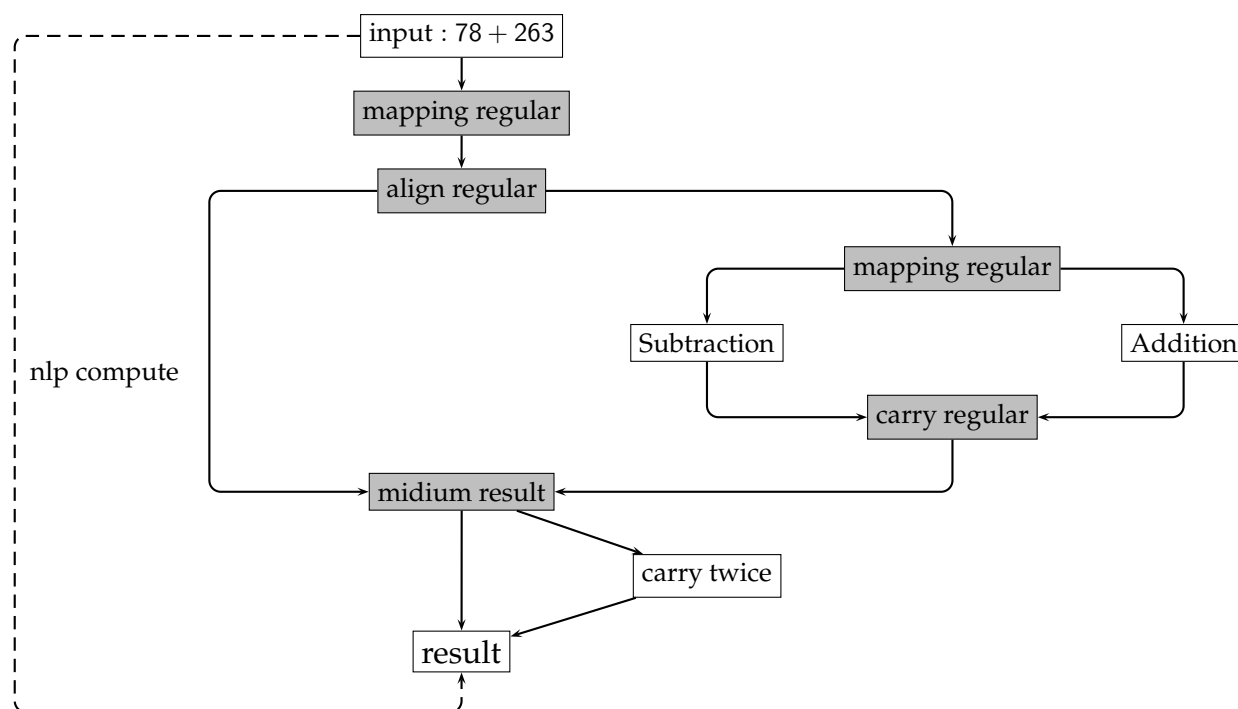 input : 78 + 263
mapping regular
align regular
mapping regular
Subtraction
Addition
nlp compute
carry regular
midium result
carry twice
result